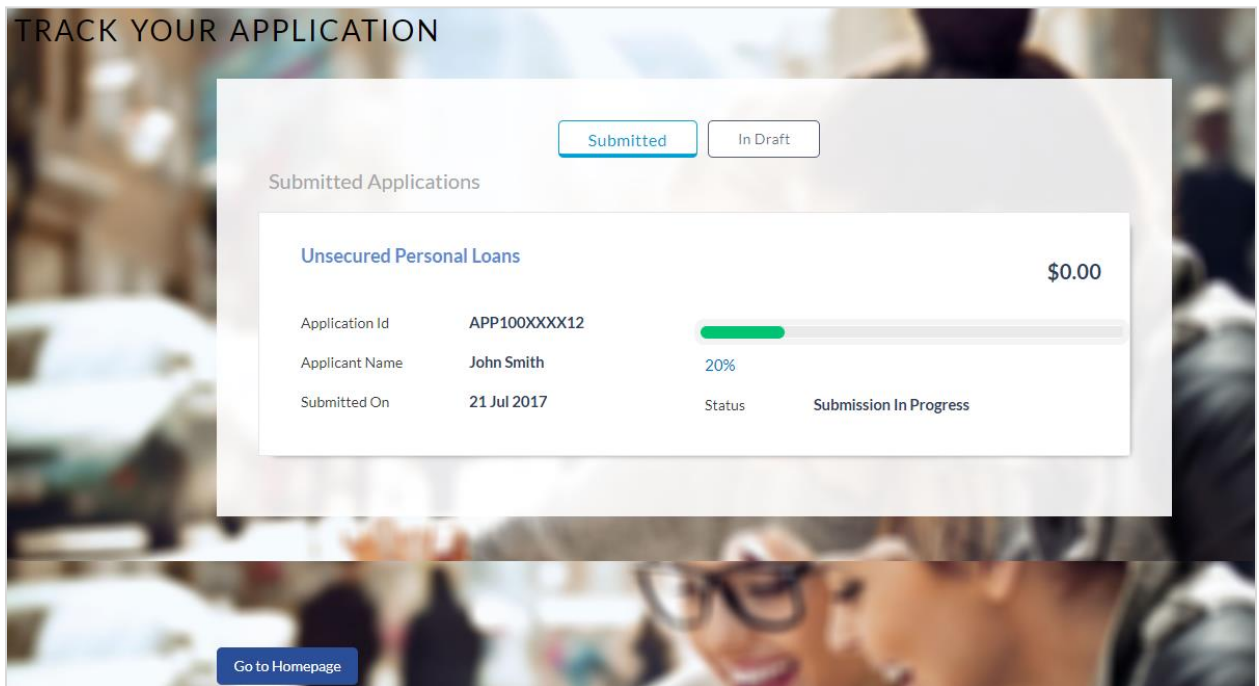 TRACK YOUR APPLICATION
Submitted In Draft
Submitted Applications
Unsecured Personal Loans
$0.00
Application Id APP100XXXX12
Applicant Name John Smith
20%
Submitted On 21 Jul 2017
Status Submission In Progress
Go to Homepage